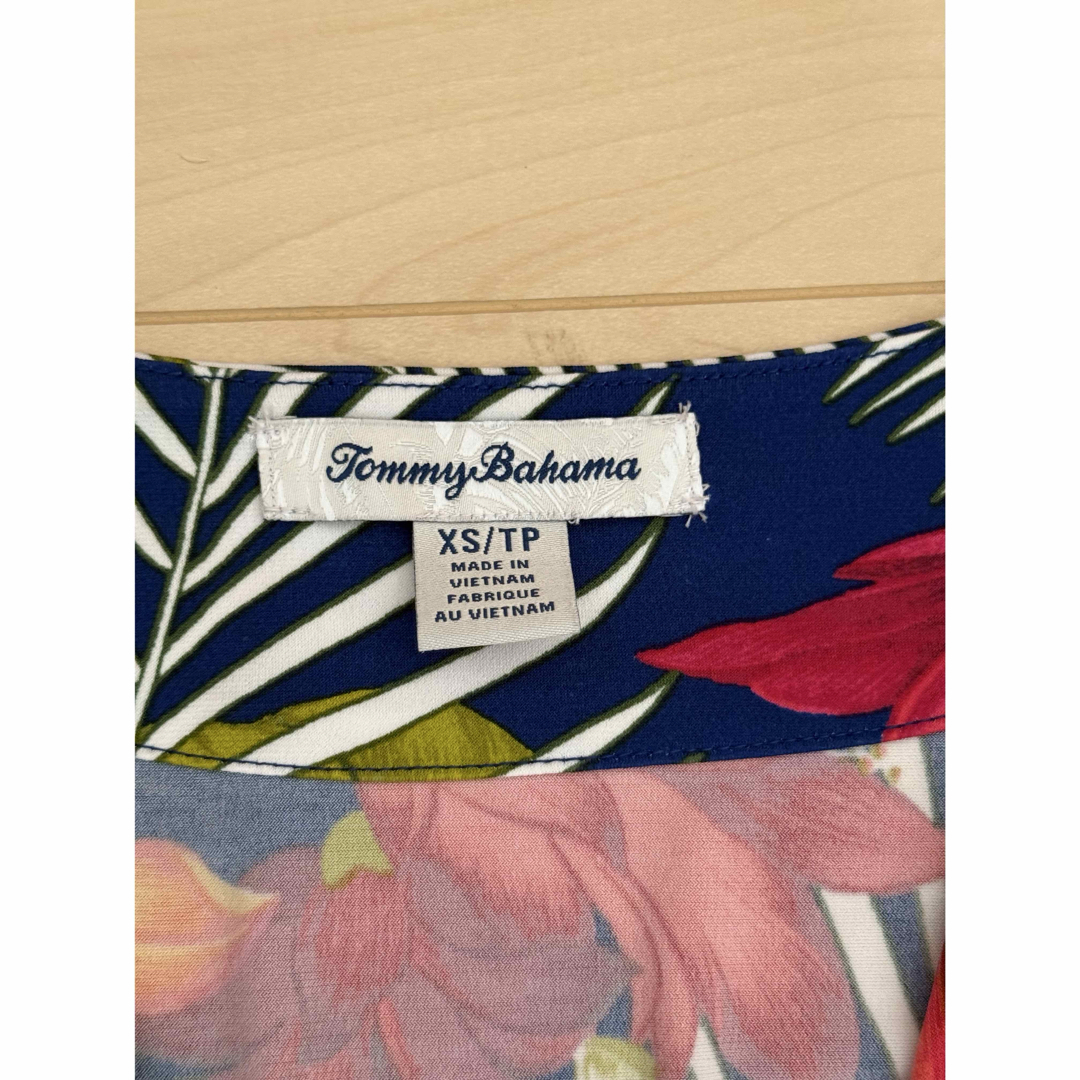 Tommy Bahama
XS/TP
MADE IN
VIETNAM
FABRIQUE
AU VIETNAM